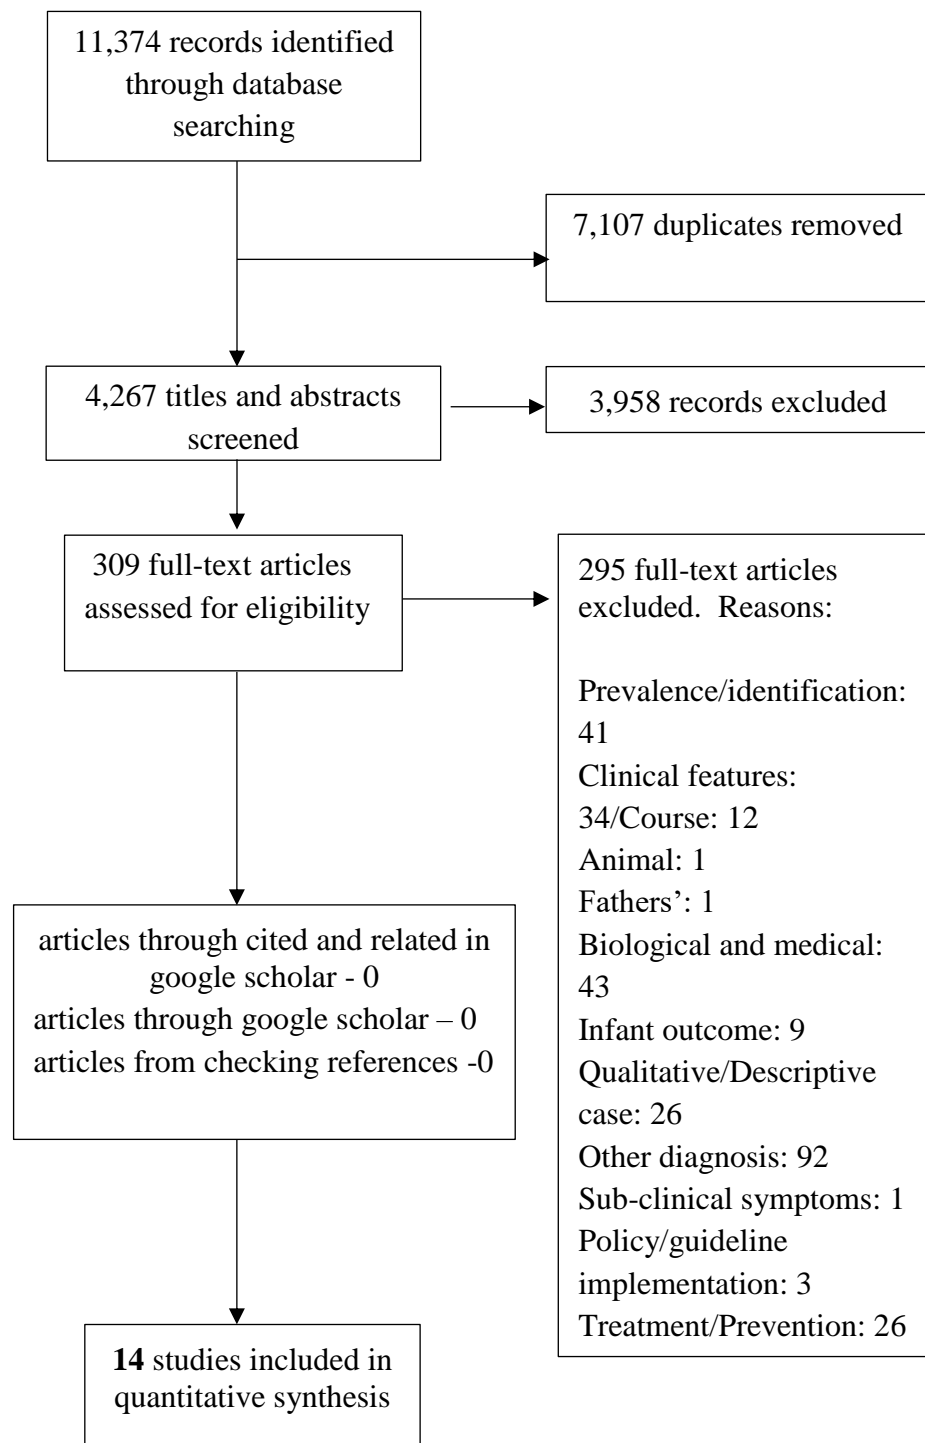 11,374 records identified
through database
searching
7,107 duplicates removed
4,267 titles and abstracts
screened
3,958 records excluded
309 full-text articles
assessed for eligibility
295 full-text articles
excluded.  Reasons:
Prevalence/identification:
41
Clinical features:
34/Course: 12
Animal: 1
Fathers’: 1
Biological and medical:
43
Infant outcome: 9
Qualitative/Descriptive
case: 26
Other diagnosis: 92
Sub-clinical symptoms: 1
Policy/guideline
implementation: 3
Treatment/Prevention: 26
articles through cited and related in
google scholar - 0
articles through google scholar – 0
articles from checking references -0
14 studies included in
quantitative synthesis